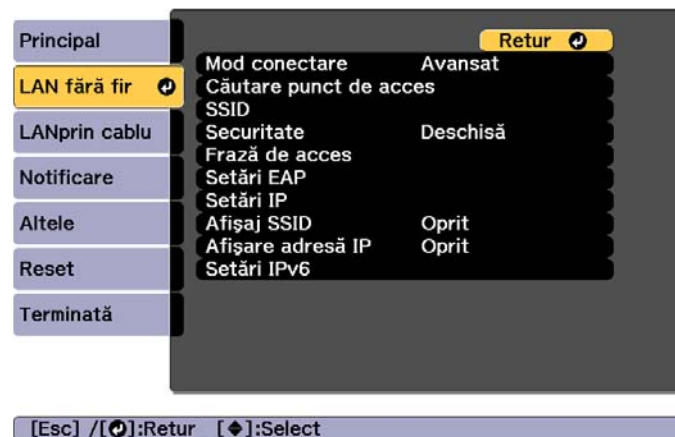 Principal
LAN fără fir
LANprin cablu
Notificare
Altele
Reset
Terminată
Retur
Mod conectare Avansat
Căutare punct de acces
SSID
Securitate Deschisă
Frază de acces
Setări EAP
Setări IP
Afişaj SSID Oprit
Afişare adresă IP Oprit
Setări IPv6
[Esc] /[⏎]:Retur [◆]:Select